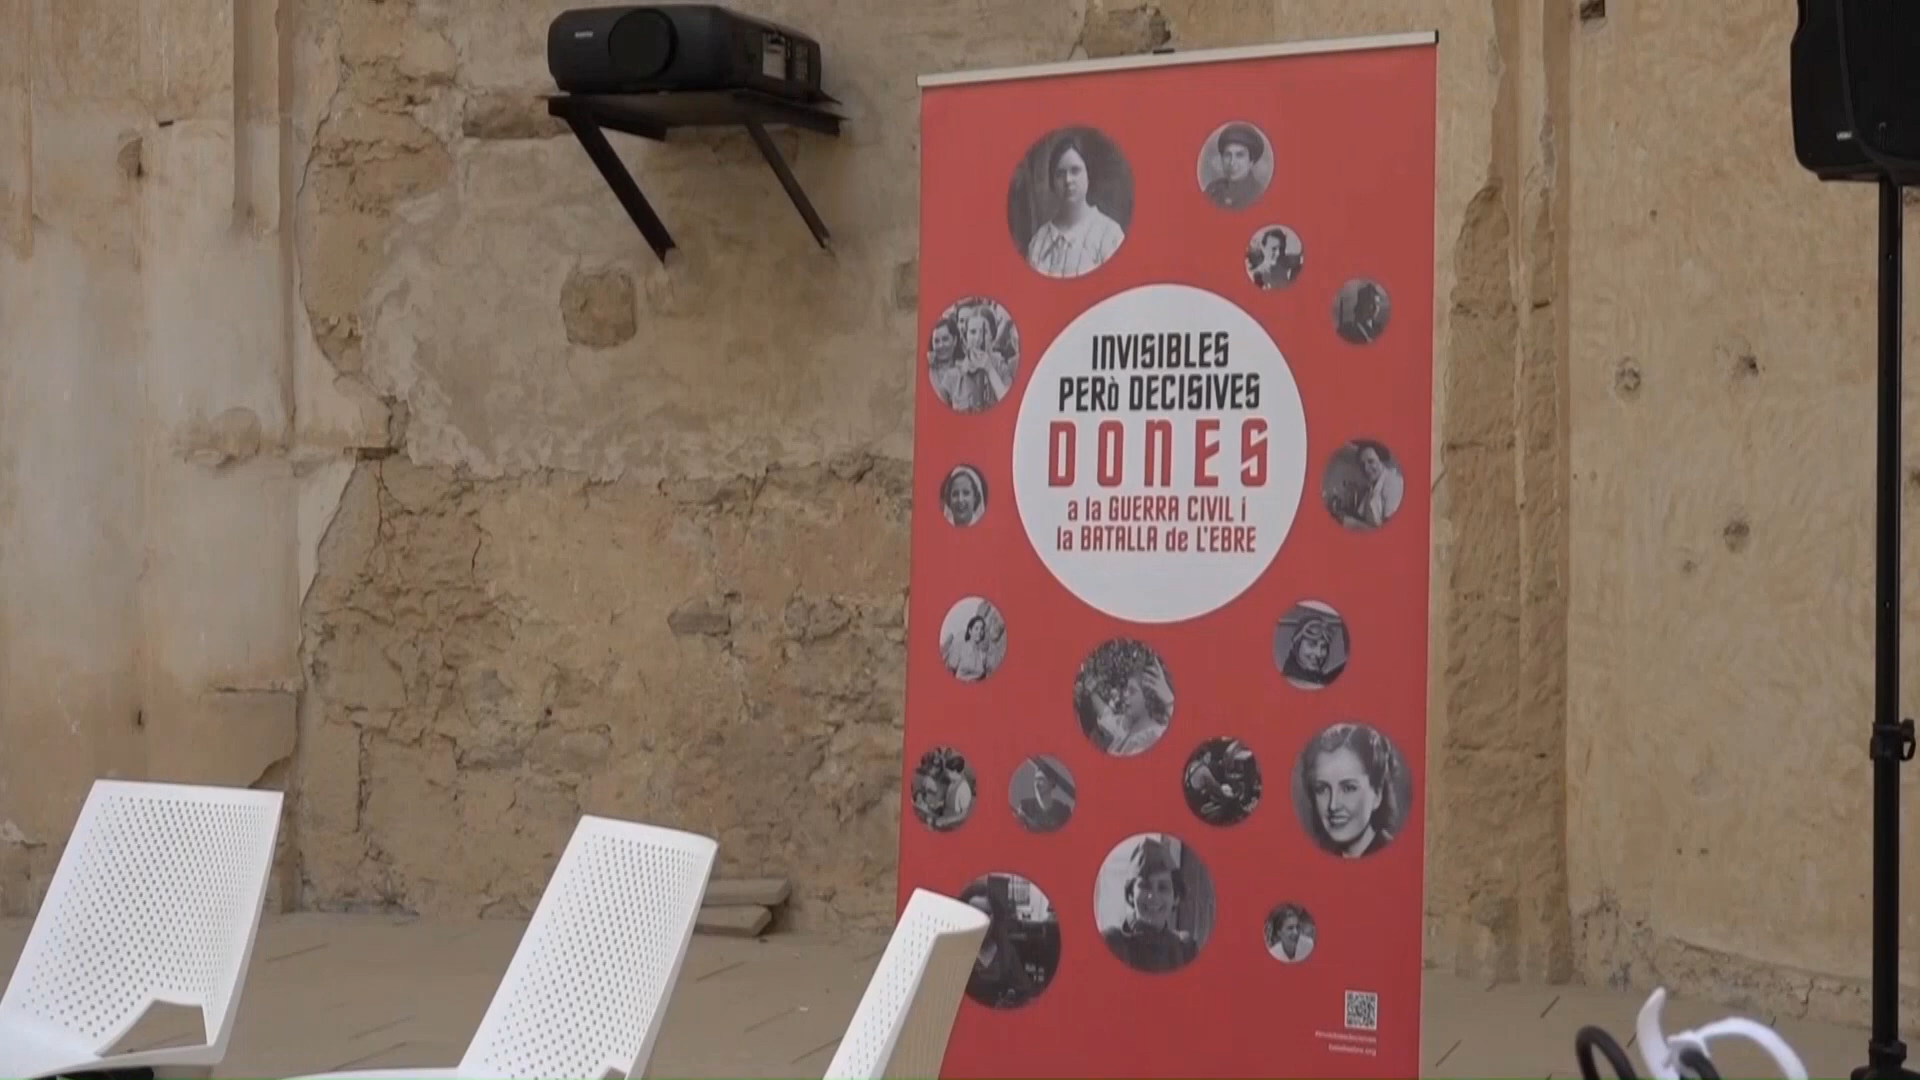 INVISIBLES
PERÒ DECISIVES
DONES
a la GUERRA CIVIL i
la BATALLA de L'EBRE